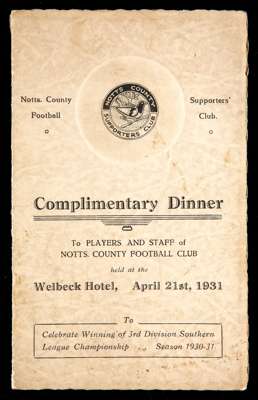 NOTTS COUNTY
SUPPORTERS CLUB
Notts. County
Football
Supporters'
Club.
Complimentary Dinner
To PLAYERS AND STAFF of
NOTTS. COUNTY FOOTBALL CLUB
held at the
Welbeck Hotel, April 21st, 1931
To
Celebrate Winning of 3rd Division Southern
League Championship .. Season 1930-31